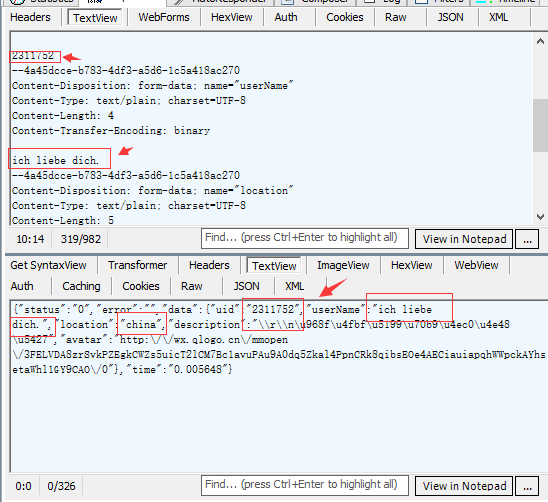 Statistics
AutoResponder
Composer
Log
Filters
Timeline
Headers TextView WebForms HexView Auth Cookies Raw JSON XML
2311752
--4a45dcce-b783-4df3-a5d6-1c5a418ac270
Content-Disposition: form-data; name="userName"
Content-Type: text/plain; charset=UTF-8
Content-Length: 4
Content-Transfer-Encoding: binary
ich liebe dich.
--4a45dcce-b783-4df3-a5d6-1c5a418ac270
Content-Disposition: form-data; name="location"
Content-Type: text/plain; charset=UTF-8
Content-Length: 5
10:14 319/982 Find... (press Ctrl+Enter to highlight all) View in Notepad ...
Get SyntaxView Transformer Headers TextView ImageView HexView WebView
Auth Caching Cookies Raw JSON XML
{"status":"0","error":"","data":{"uid":"2311752","userName":"ich liebe
dich.","location":"china","description":"\\r\\n\u968f\u4fbf\u5199\u70b9\u4ec0\u4e48
\u5427","avatar":"http:\/\/wx.qlogo.cn\/mmopen
"},"time":"0.005648"}
0:0 0/326 Find... (press Ctrl+Enter to highlight all) View in Notepad ...